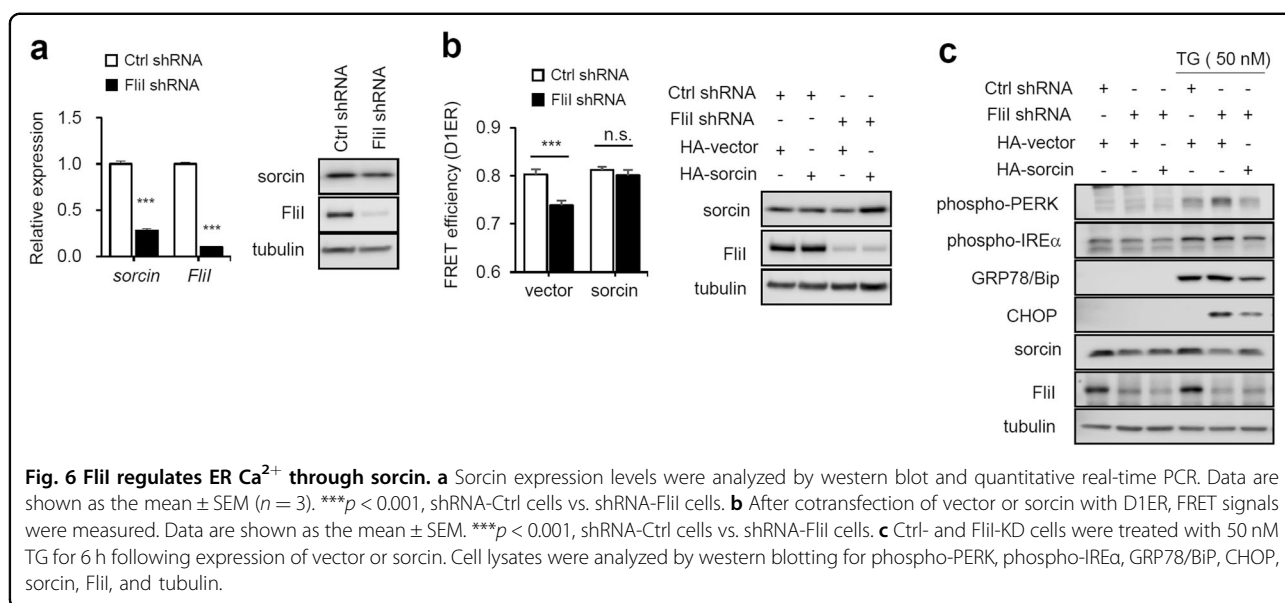 a
Ctrl shRNA
FliI shRNA
Relative expression
1.5
1.0
0.5
0.0
***
***
sorcin FliI
Ctrl shRNA
FliI shRNA
sorcin
FliI
tubulin
b
Ctrl shRNA
FliI shRNA
FRET efficiency (D1ER)
0.9
0.8
0.7
0.6
***
n.s.
vector sorcin
Ctrl shRNA + + - -
FliI shRNA - - + +
HA-vector + - + -
HA-sorcin - + - +
sorcin
FliI
tubulin
c
TG ( 50 nM)
Ctrl shRNA + - - + - -
FliI shRNA - + + - + +
HA-vector + + - + + -
HA-sorcin - - + - - +
phospho-PERK
phospho-IREα
GRP78/Bip
CHOP
sorcin
FliI
tubulin
Fig. 6 FliI regulates ER Ca2+ through sorcin. a Sorcin expression levels were analyzed by western blot and quantitative real-time PCR. Data are
shown as the mean ± SEM (n = 3). ***p < 0.001, shRNA-Ctrl cells vs. shRNA-FliI cells. b After cotransfection of vector or sorcin with D1ER, FRET signals
were measured. Data are shown as the mean ± SEM. ***p < 0.001, shRNA-Ctrl cells vs. shRNA-FliI cells. c Ctrl- and FliI-KD cells were treated with 50 nM
TG for 6 h following expression of vector or sorcin. Cell lysates were analyzed by western blotting for phospho-PERK, phospho-IREα, GRP78/BiP, CHOP,
sorcin, FliI, and tubulin.